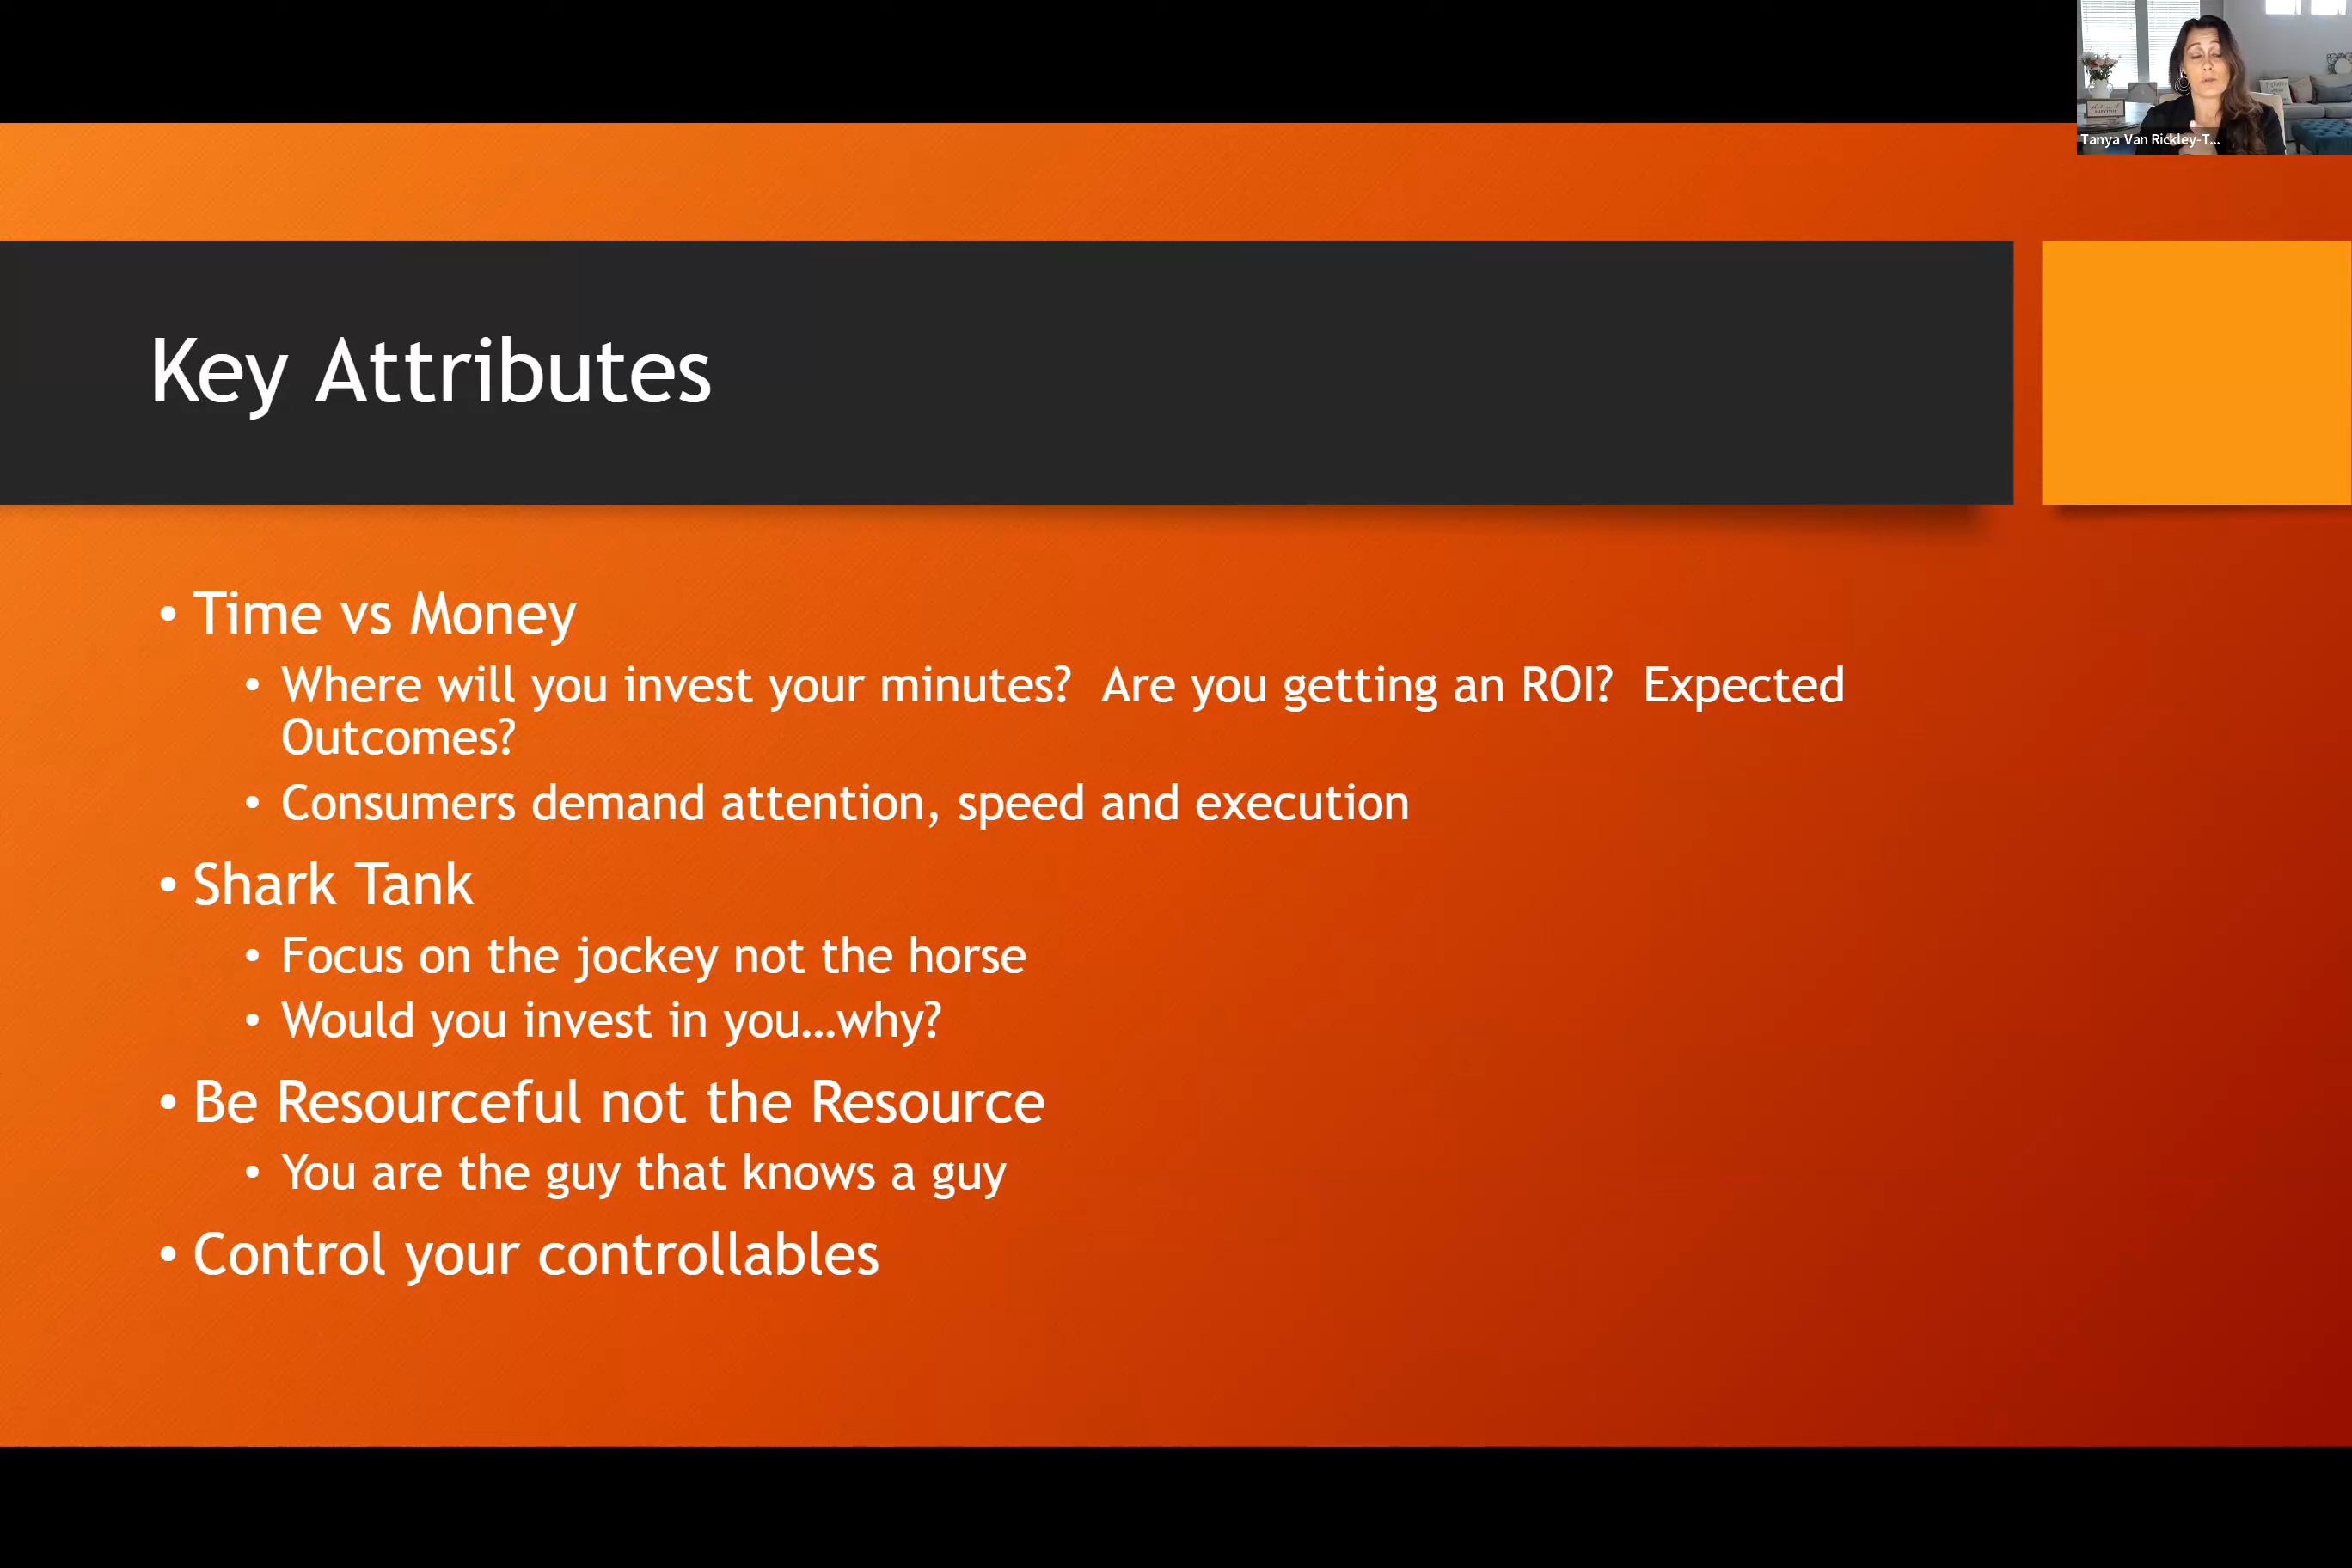 Tanya Van Rickley-T...
Key Attributes
• Time vs Money
• Where will you invest your minutes?  Are you getting an ROI?  Expected
Outcomes?
• Consumers demand attention, speed and execution
• Shark Tank
• Focus on the jockey not the horse
• Would you invest in you...why?
• Be Resourceful not the Resource
• You are the guy that knows a guy
• Control your controllables